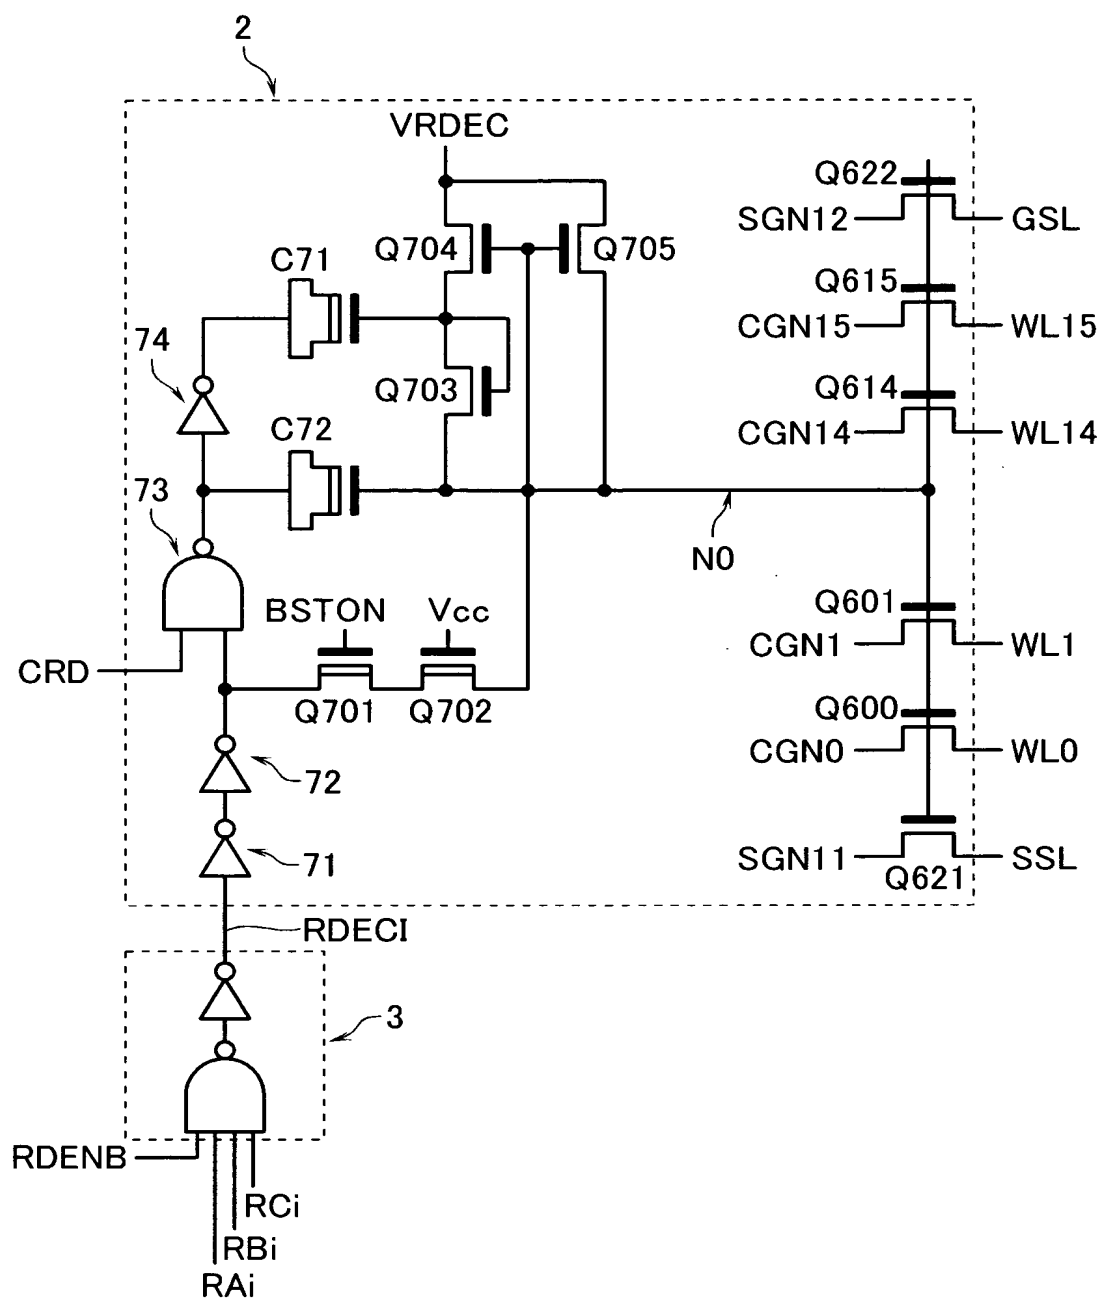 2
VRDEC
Q622
SGN12
GSL
Q704
Q705
C71
Q615
CGN15
WL15
74
Q703
Q614
CGN14
WL14
C72
73
N0
BSTON
Vcc
Q601
CGN1
WL1
CRD
Q701
Q702
Q600
CGN0
WL0
72
71
SGN11
SSL
Q621
RDECI
3
RDENB
RCi
RBi
RAi